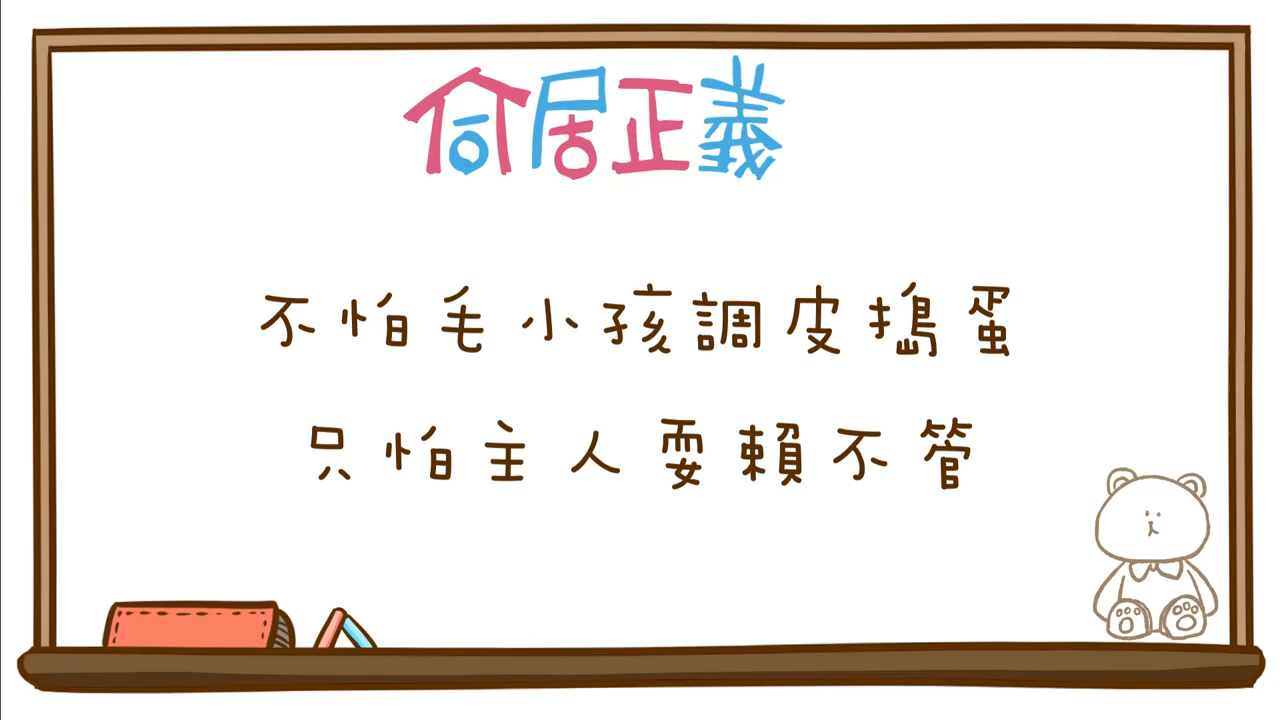 合居正義
不怕毛小孩調皮搗蛋
只怕主人耍賴不管